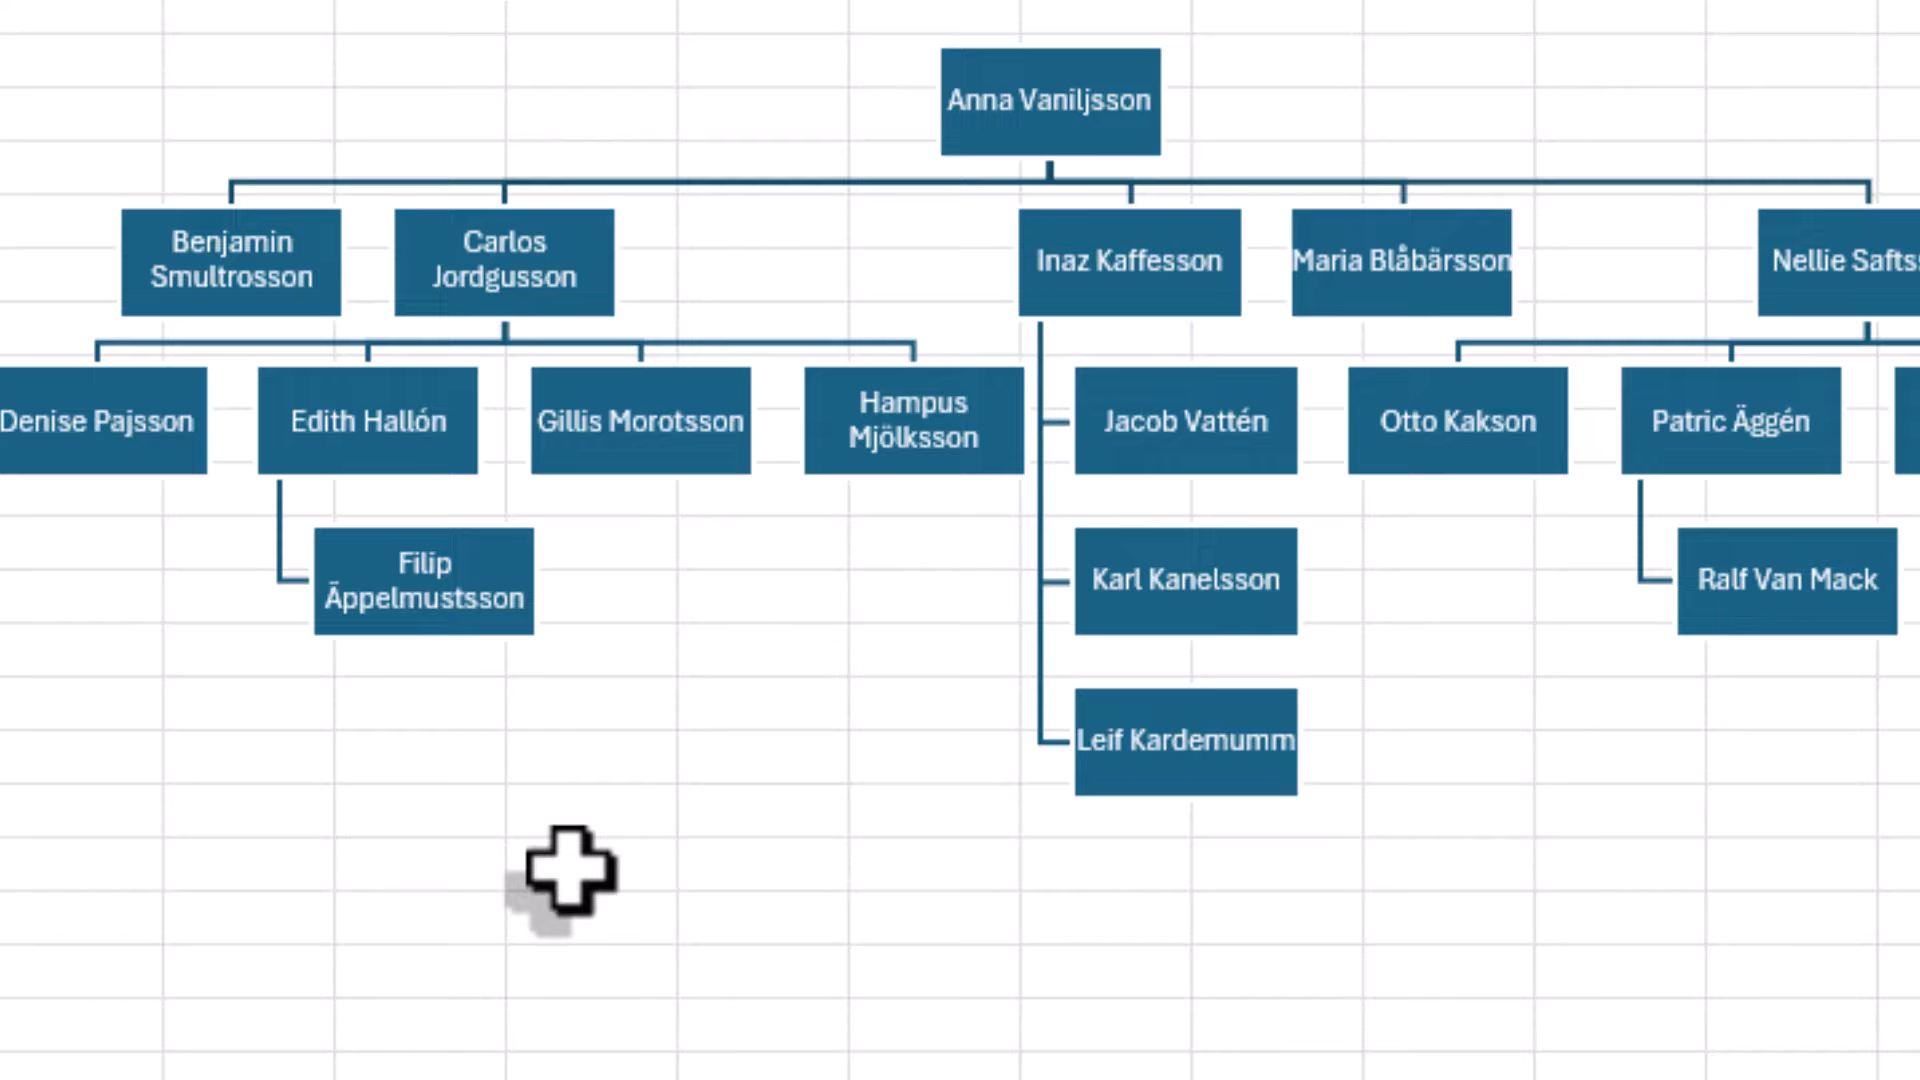 Anna Vaniljsson
Benjamin
Smultrosson
Carlos
Jordgusson
Inaz Kaffesson
Maria Blåbärsson
Nellie
Denise Pajsson
Edith Hallón
Gillis Morotsson
Hampus
Mjölksson
Jacob Vattén
Otto Kakson
Patric Äggén
Filip
Äppelmustsson
Karl Kanelsson
Ralf Van Mack
Leif Kardemumm